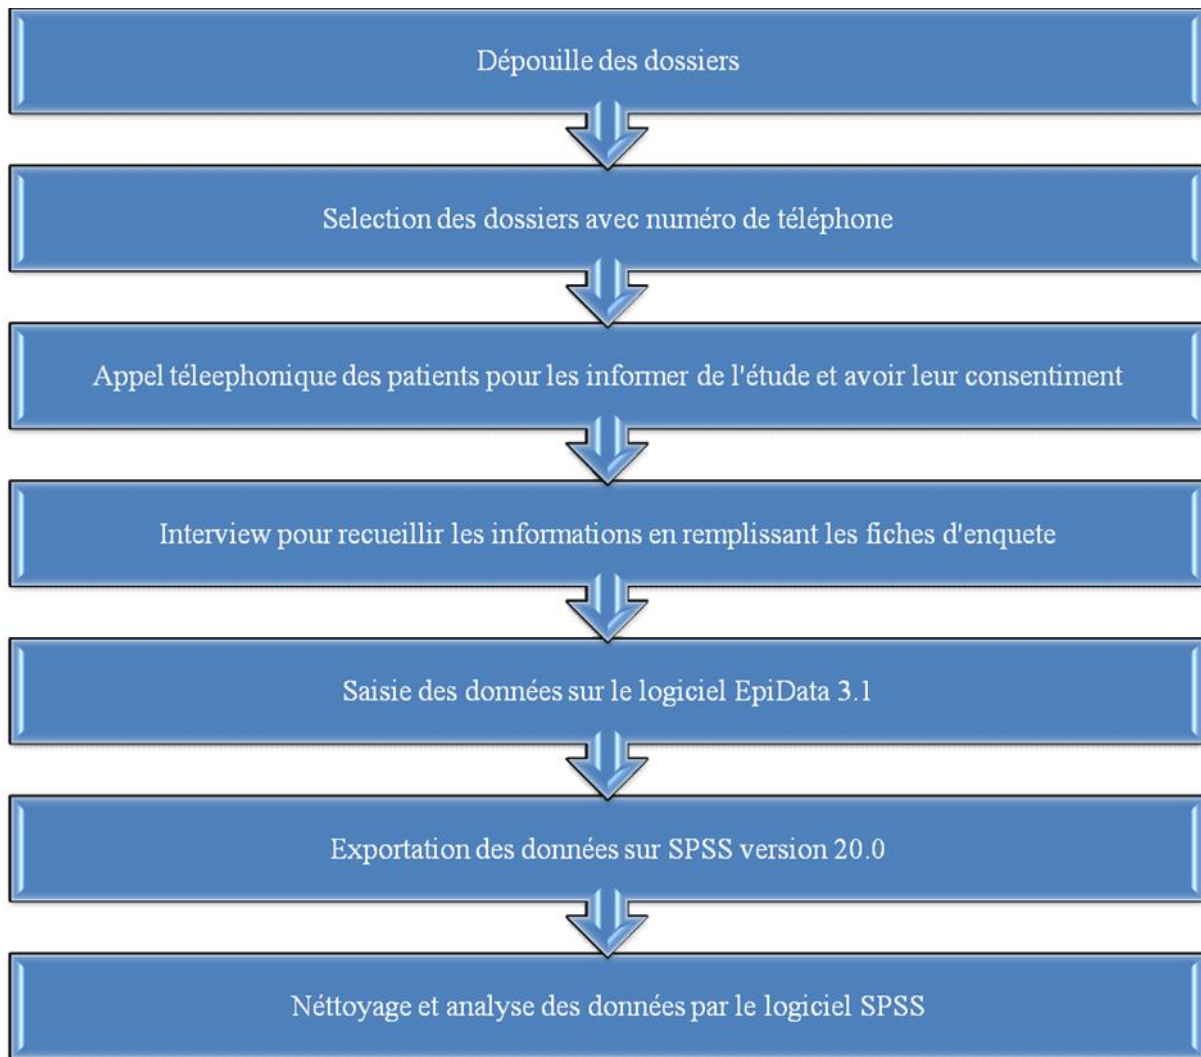 Dépouille des dossiers
Selection des dossiers avec numéro de téléphone
Appel téleephonique des patients pour les informer de l'étude et avoir leur consentiment
Interview pour recueillir les informations en remplissant les fiches d'enquete
Saisie des données sur le logiciel EpiData 3.1
Exportation des données sur SPSS version 20.0
Néttoyage et analyse des données par le logiciel SPSS